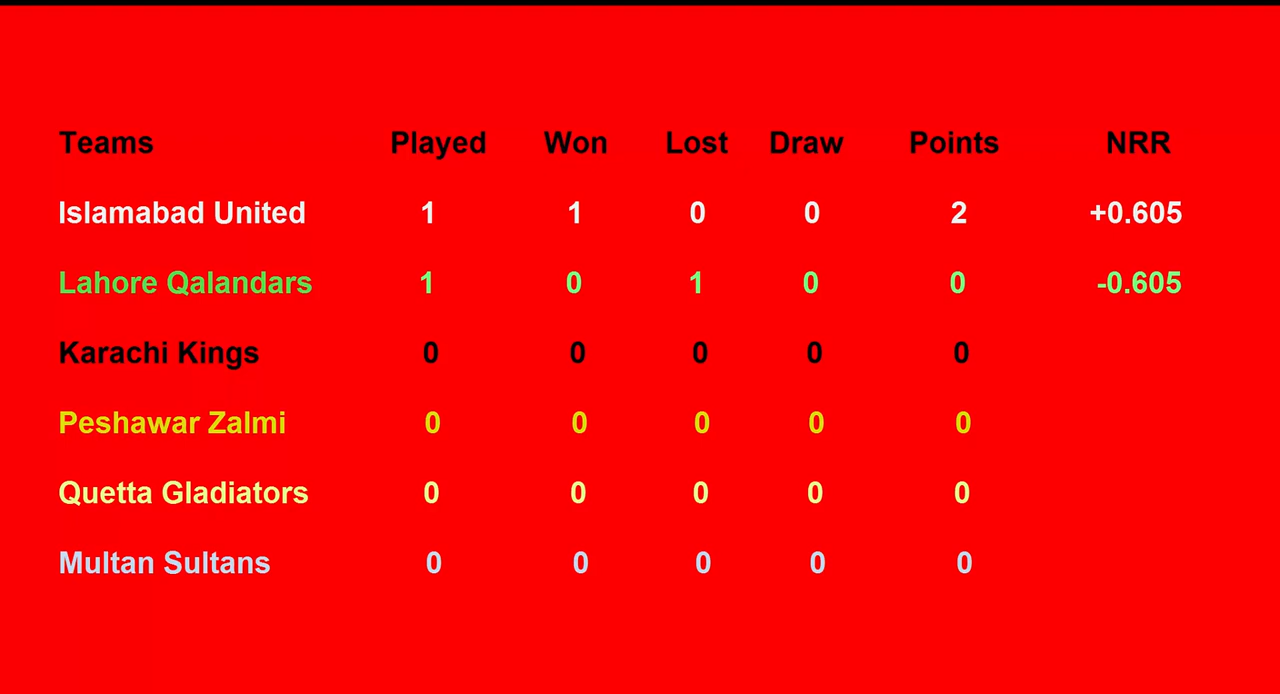 Teams Played Won Lost Draw Points NRR
Islamabad United 1 1 0 0 2 +0.605
Lahore Qalandars 1 0 1 0 0 -0.605
Karachi Kings 0 0 0 0 0
Peshawar Zalmi 0 0 0 0 0
Quetta Gladiators 0 0 0 0 0
Multan Sultans 0 0 0 0 0